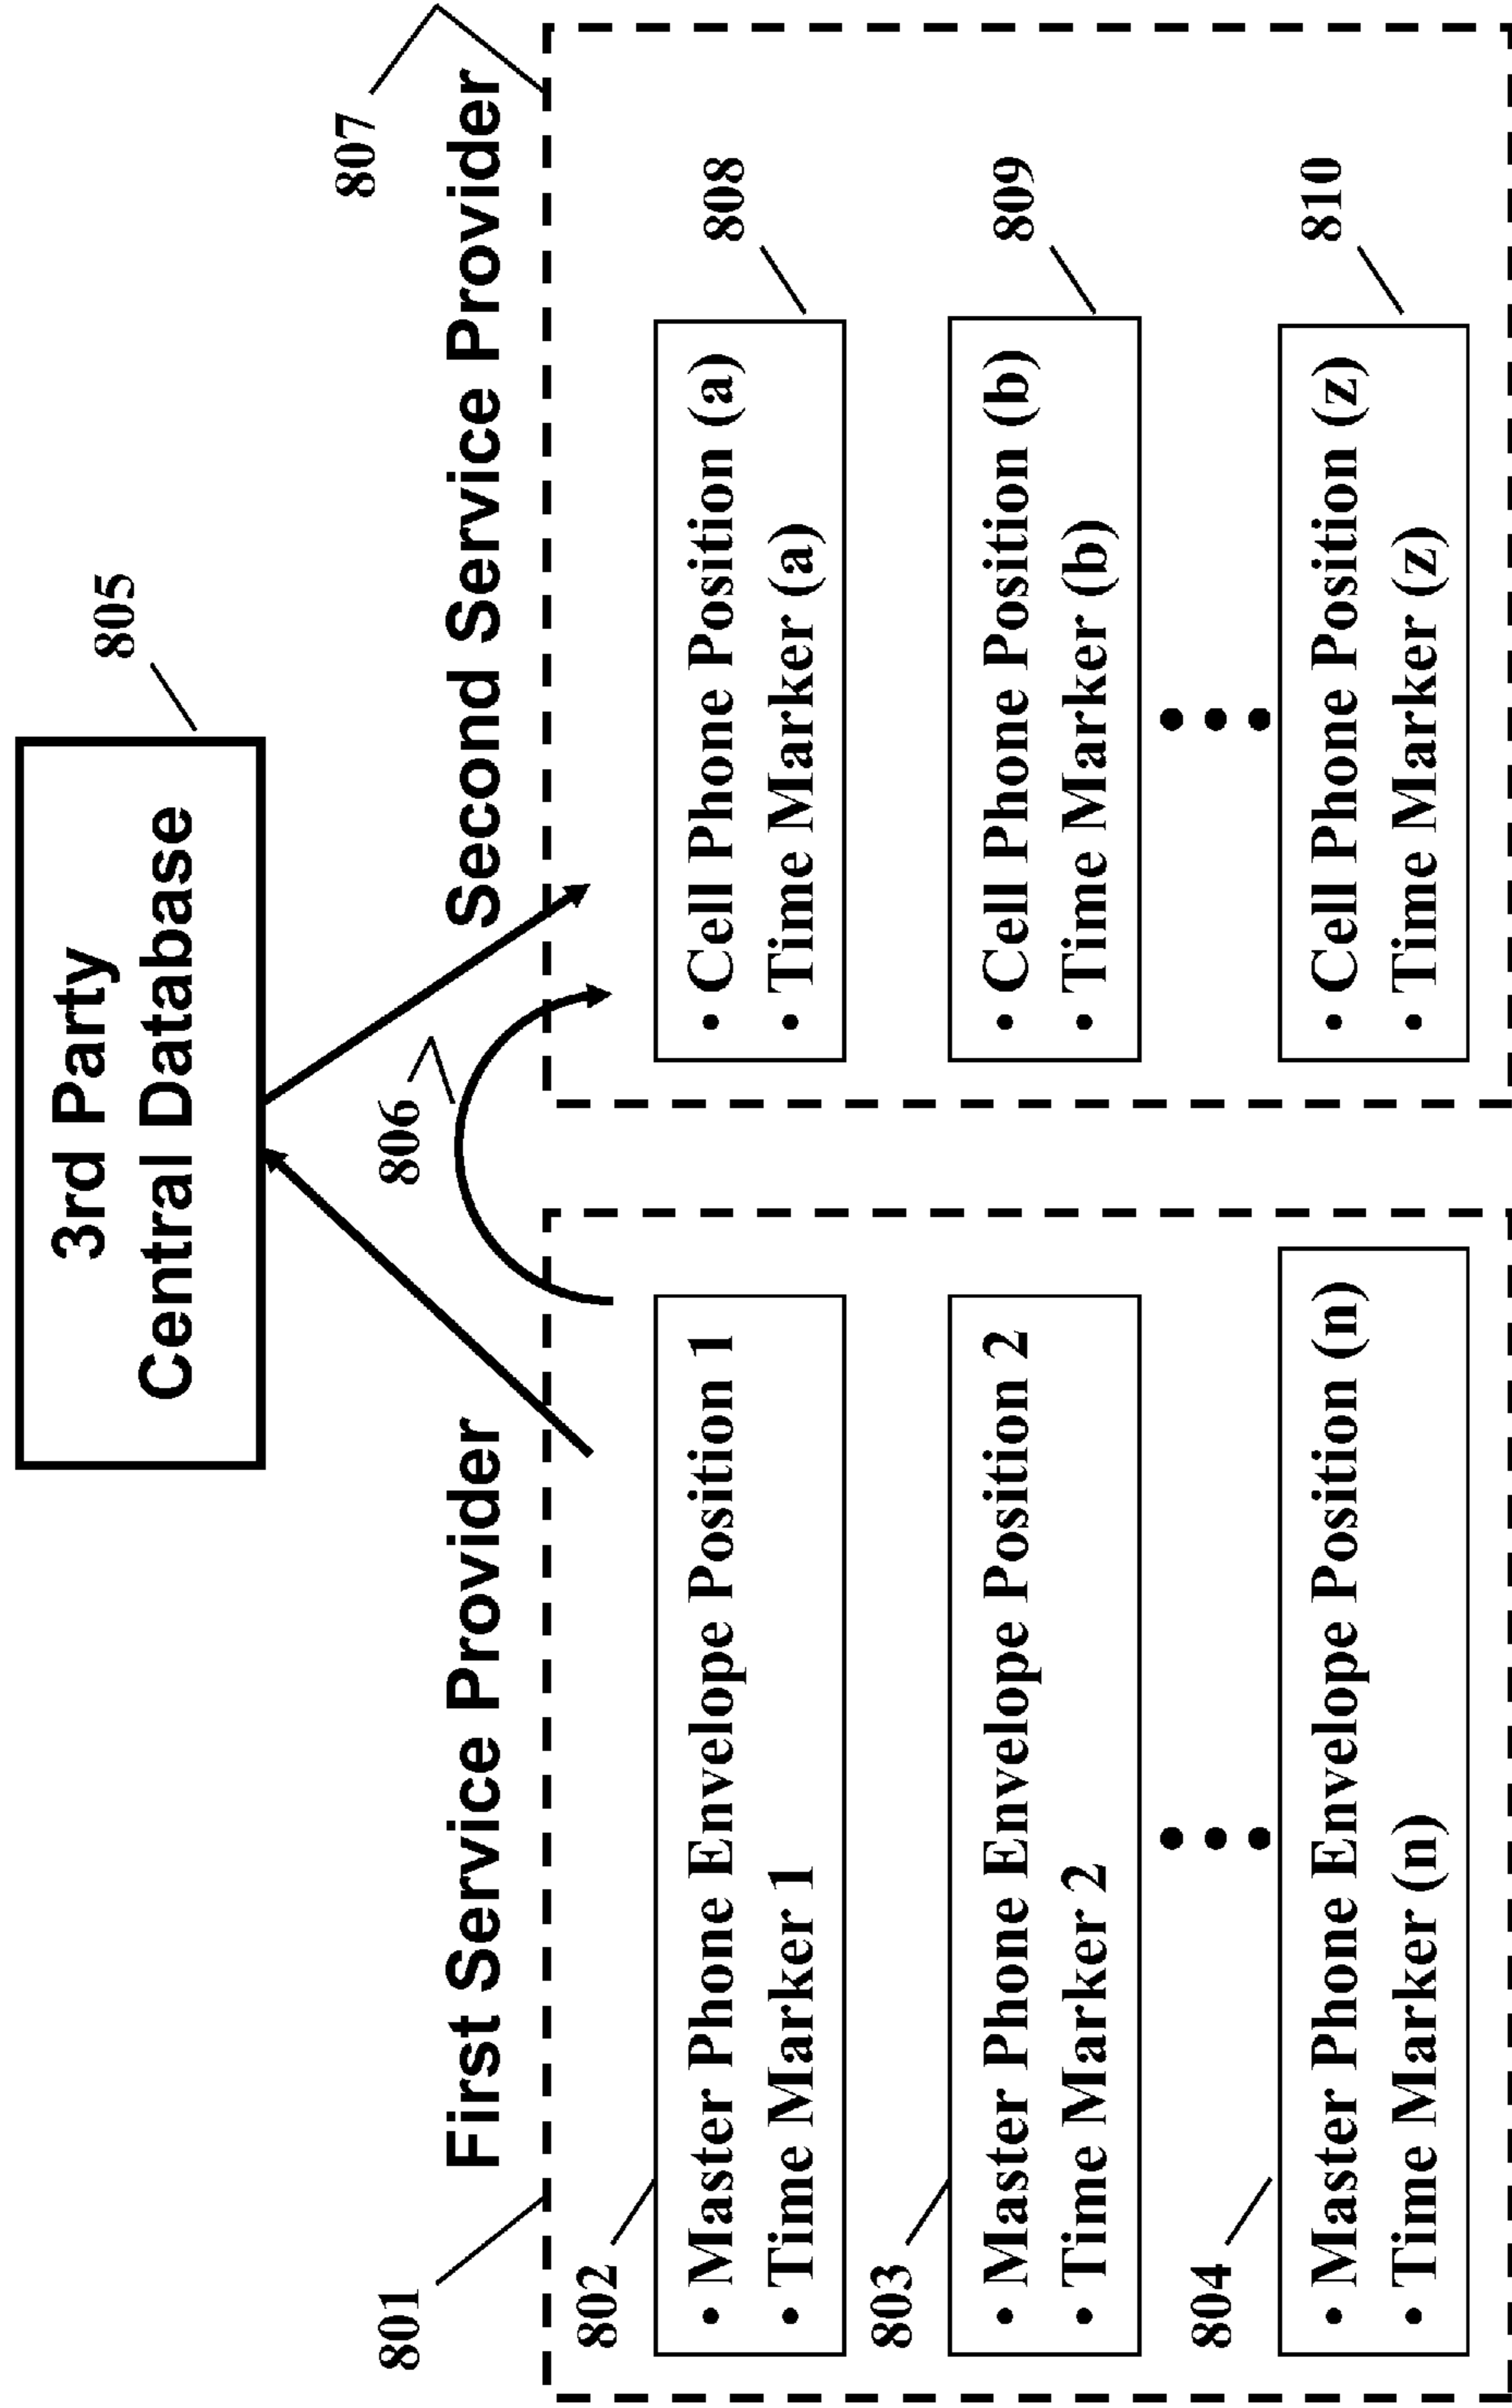 3rd Party
Central Database
805
806
807
First Service Provider
801
802
• Master Phone Envelope Position 1
• Time Marker 1
803
• Master Phone Envelope Position 2
• Time Marker 2
804
• Master Phone Envelope Position (n)
• Time Marker (n)
Second Service Provider
808
• Cell Phone Position (a)
• Time Marker (a)
809
• Cell Phone Position (b)
• Time Marker (b)
810
• Cell Phone Position (z)
• Time Marker (z)